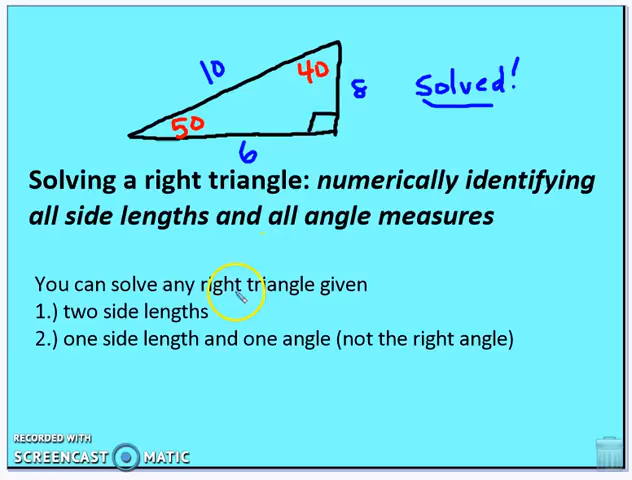 10
40
8
Solved!
50
6
Solving a right triangle: numerically identifying
all side lengths and all angle measures
You can solve any right triangle given
1.) two side lengths
2.) one side length and one angle (not the right angle)
RECORDED WITH
SCREENCAST MATIC